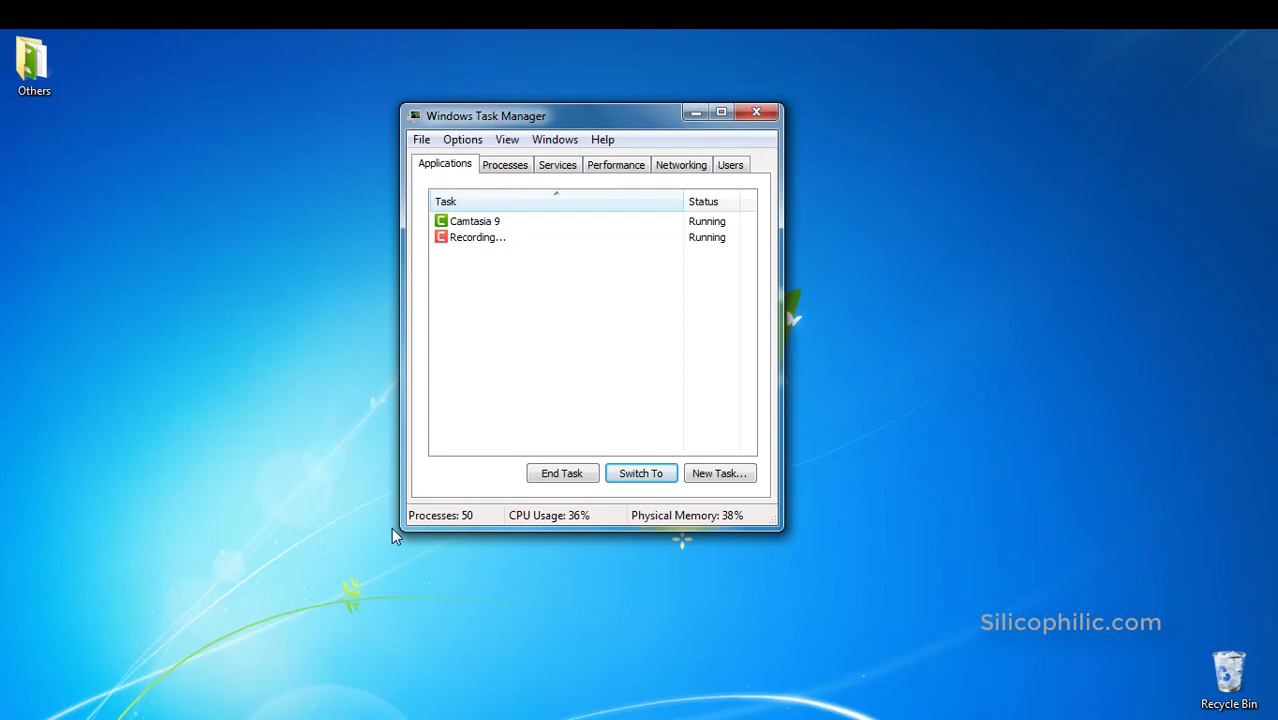 Others
Windows Task Manager
File Options View Windows Help
Applications Processes Services Performance Networking Users
Task Status
Camtasia 9 Running
Recording... Running
End Task Switch To New Task...
Processes: 50 CPU Usage: 36% Physical Memory: 38%
Silicophilic.com
Recycle Bin